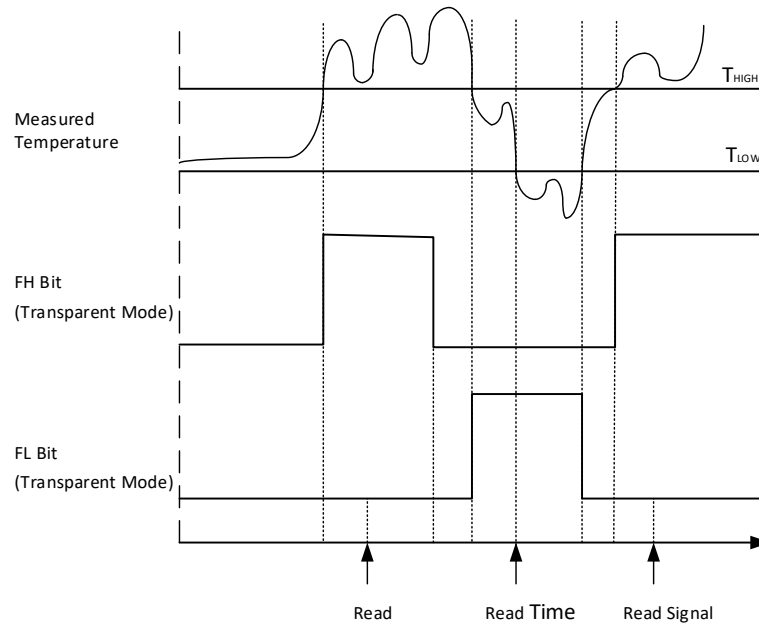 THIGH
Measured
Temperature
TLOW
FH Bit
(Transparent Mode)
FL Bit
(Transparent Mode)
Read
Read Time
Read Signal